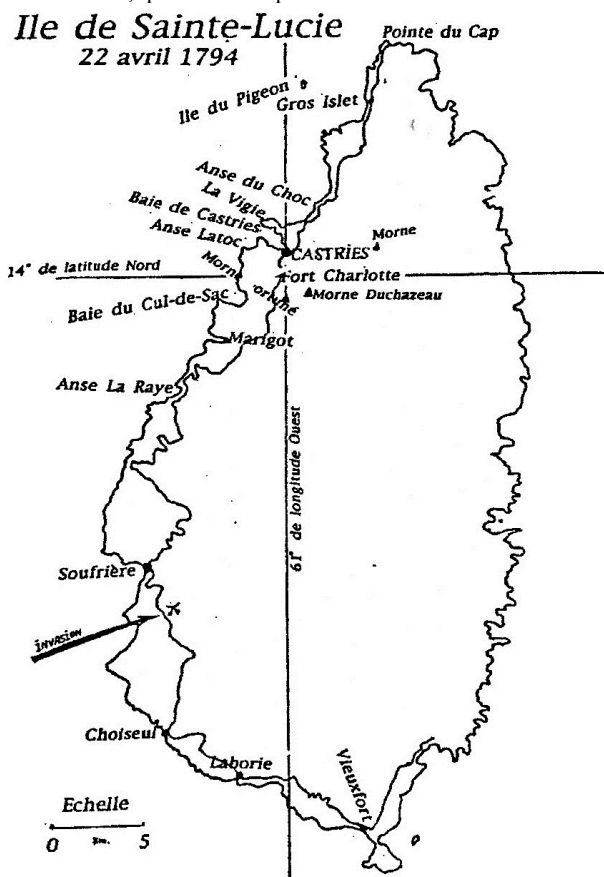 Ile de Sainte-Lucie
22 avril 1794
Pointe du Cap
Ile du Pigeon
Gros Islet
Anse du Choc
La Vigie
Baie de Castries
Anse Latoc
CASTRIES
Morne
14° de latitude Nord
Fort Charlotte
Morne Fortuné
Morne Duchazeau
Baie du Cul-de-Sac
Marigot
Anse La Raye
61° de longitude Ouest
Soufrière
INVASION
Choiseul
Laborie
Vieuxfort
Echelle
0 Km. 5